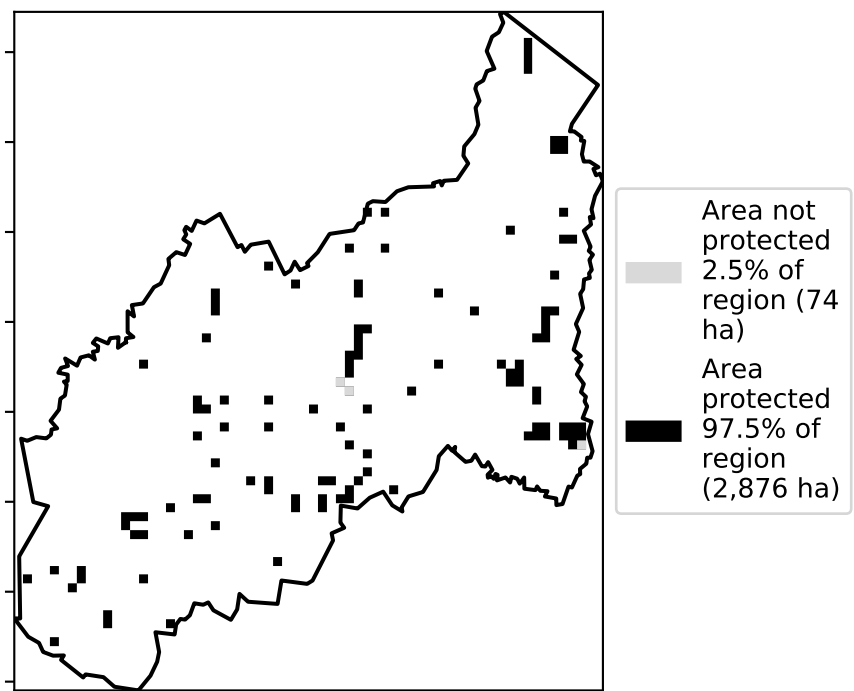 Area not
protected
2.5% of
region (74
ha)
Area
protected
97.5% of
region
(2,876 ha)